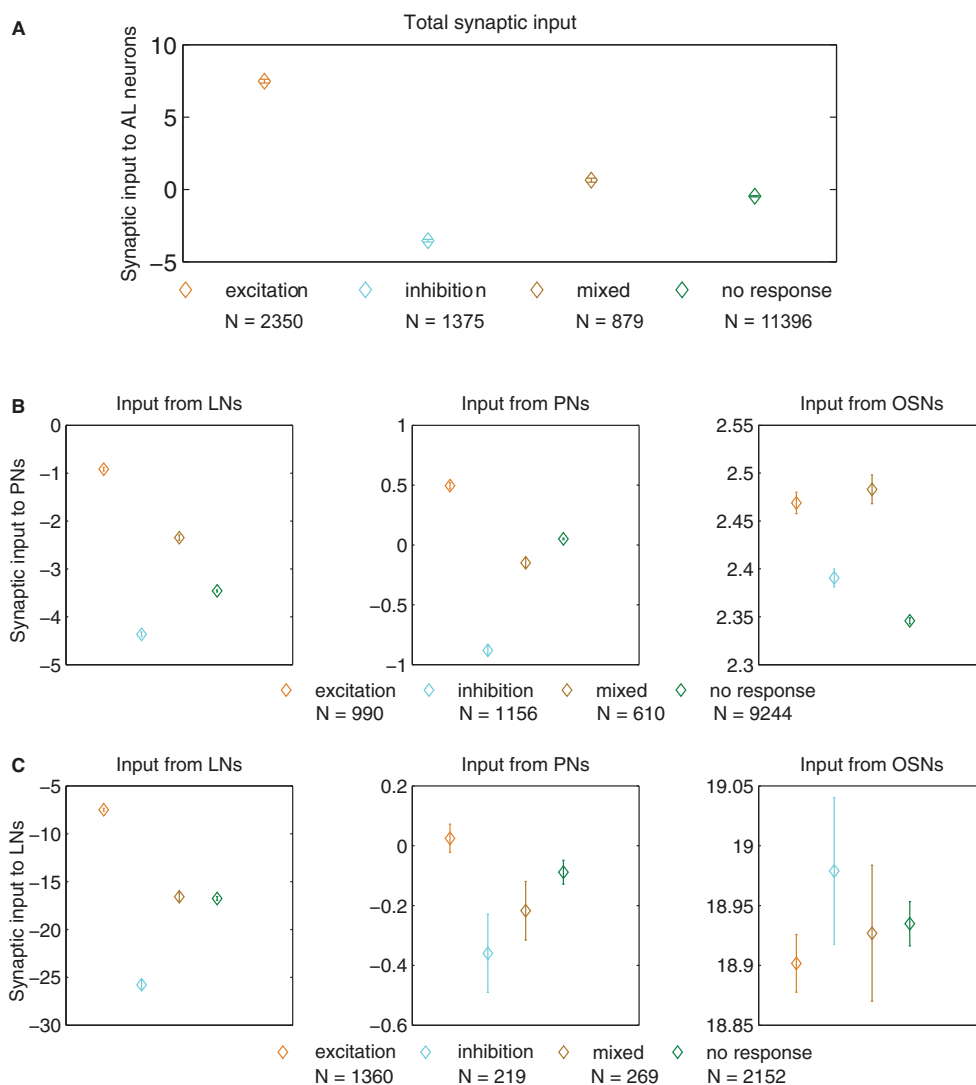 A
Total synaptic input
Synaptic input to AL neurons
10
5
0
−5
excitation inhibition mixed no response
N = 2350 N = 1375 N = 879 N = 11396
B
Input from LNs Input from PNs Input from OSNs
Synaptic input to PNs
0
−1
−2
−3
−4
−5
1
0.5
0
−0.5
−1
2.55
2.5
2.45
2.4
2.35
2.3
excitation inhibition mixed no response
N = 990 N = 1156 N = 610 N = 9244
C
Input from LNs Input from PNs Input from OSNs
Synaptic input to LNs
−5
−10
−15
−20
−25
−30
0.2
0
−0.2
−0.4
−0.6
19.05
19
18.95
18.9
18.85
excitation inhibition mixed no response
N = 1360 N = 219 N = 269 N = 2152